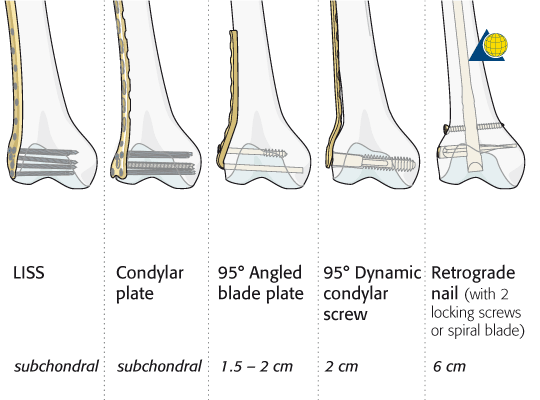 LISS
Condylar
plate
95° Angled
blade plate
95° Dynamic
condylar
screw
Retrograde
nail (with 2
locking screws
or spiral blade)
subchondral
subchondral
1.5 – 2 cm
2 cm
6 cm